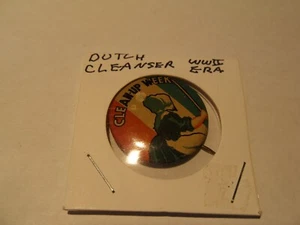 DUTCH
CLEANSER
WWII
ERA
CLEAN UP WEEK